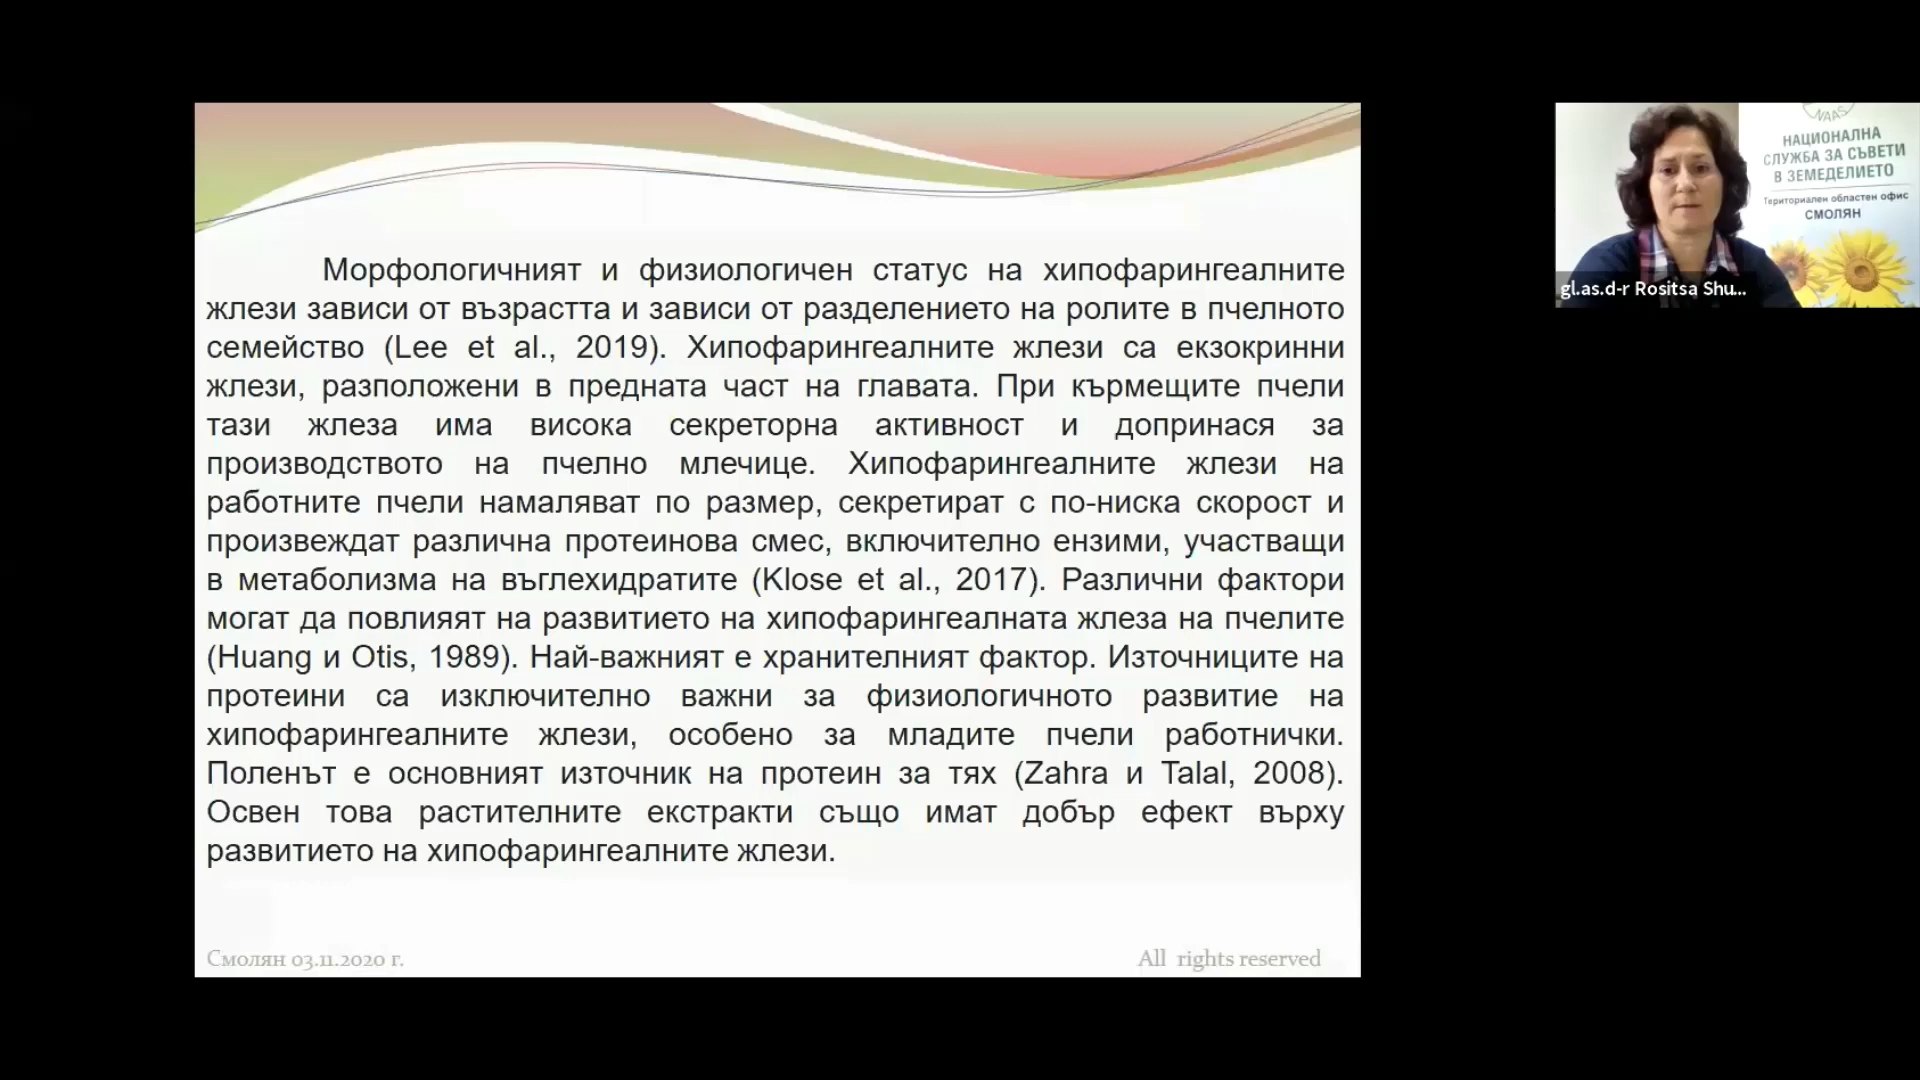 Морфологичният и физиологичен статус на хипофарингеалните
жлези зависи от възрастта и зависи от разделението на ролите в пчелното
семейство (Lee et al., 2019). Хипофарингеалните жлези са екзокринни
жлези, разположени в предната част на главата. При кърмещите пчели
тази жлеза има висока секреторна активност и допринася за
производството на пчелно млечице. Хипофарингеалните жлези на
работните пчели намаляват по размер, секретират с по-ниска скорост и
произвеждат различна протеинова смес, включително ензими, участващи
в метаболизма на въглехидратите (Klose et al., 2017). Различни фактори
могат да повлияят на развитието на хипофарингеалната жлеза на пчелите
(Huang и Otis, 1989). Най-важният е хранителният фактор. Източниците на
протеини са изключително важни за физиологичното развитие на
хипофарингеалните жлези, особено за младите пчели работнички.
Поленът е основният източник на протеин за тях (Zahra и Talal, 2008).
Освен това растителните екстракти също имат добър ефект върху
развитието на хипофарингеалните жлези.
Смолян 03.11.2020 г.
All rights reserved
NAAS
НАЦИОНАЛНА
СЛУЖБА ЗА СЪВЕТИ
В ЗЕМЕДЕЛИЕТО
Териториален областен офис
СМОЛЯН
gl.as.d-r Rositsa Shu...